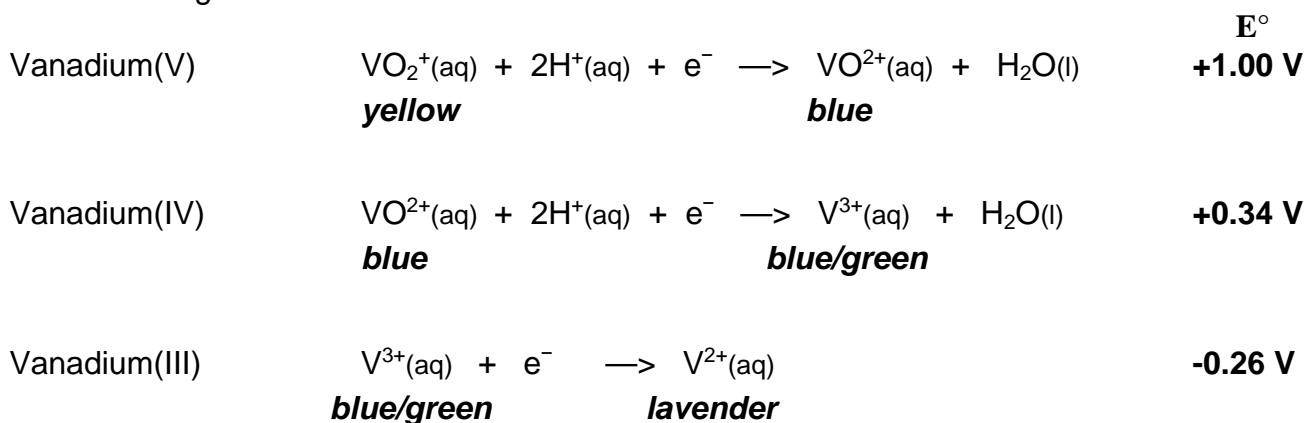 E°
Vanadium(V) VO₂⁺(aq) + 2H⁺(aq) + e⁻ —> VO²⁺(aq) + H₂O(l) +1.00 V
yellow blue
Vanadium(IV) VO²⁺(aq) + 2H⁺(aq) + e⁻ —> V³⁺(aq) + H₂O(l) +0.34 V
blue blue/green
Vanadium(III) V³⁺(aq) + e⁻ —> V²⁺(aq) -0.26 V
blue/green lavender